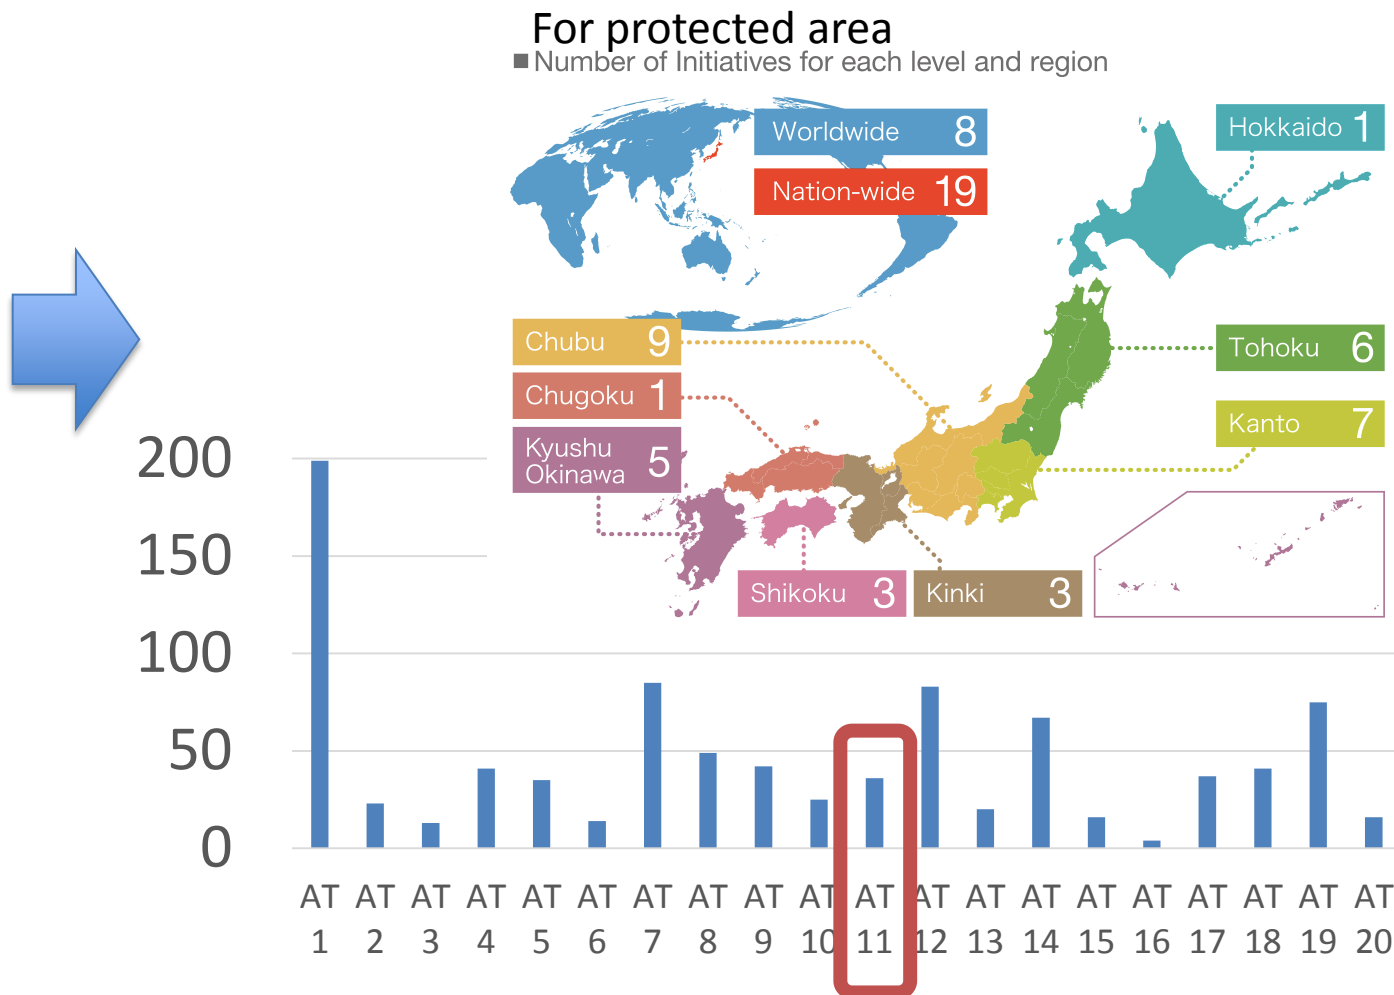 For protected area
■Number of Initiatives for each level and region
Worldwide 8
Nation-wide 19
Hokkaido 1
Chubu 9
Chugoku 1
Kyushu
Okinawa 5
Tohoku 6
Kanto 7
Shikoku 3
Kinki 3
200
150
100
50
0
AT AT AT AT AT AT AT AT AT AT AT AT AT AT AT AT AT AT AT AT
1 2 3 4 5 6 7 8 9 10 11 12 13 14 15 16 17 18 19 20